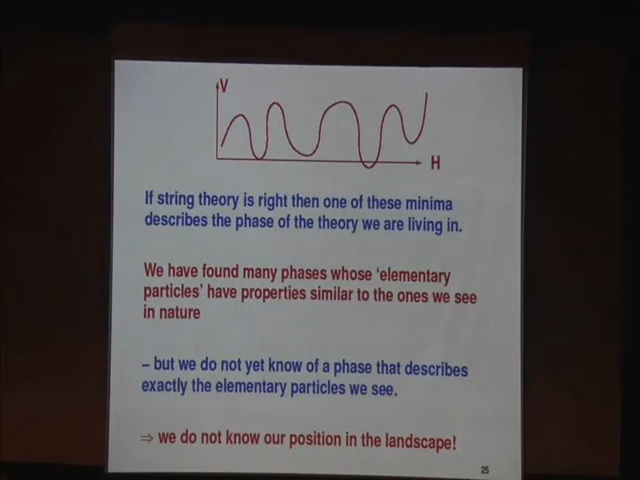 V
H
If string theory is right then one of these minima
describes the phase of the theory we are living in.
We have found many phases whose ‘elementary
particles’ have properties similar to the ones we see
in nature
– but we do not yet know of a phase that describes
exactly the elementary particles we see.
⇒ we do not know our position in the landscape!
25